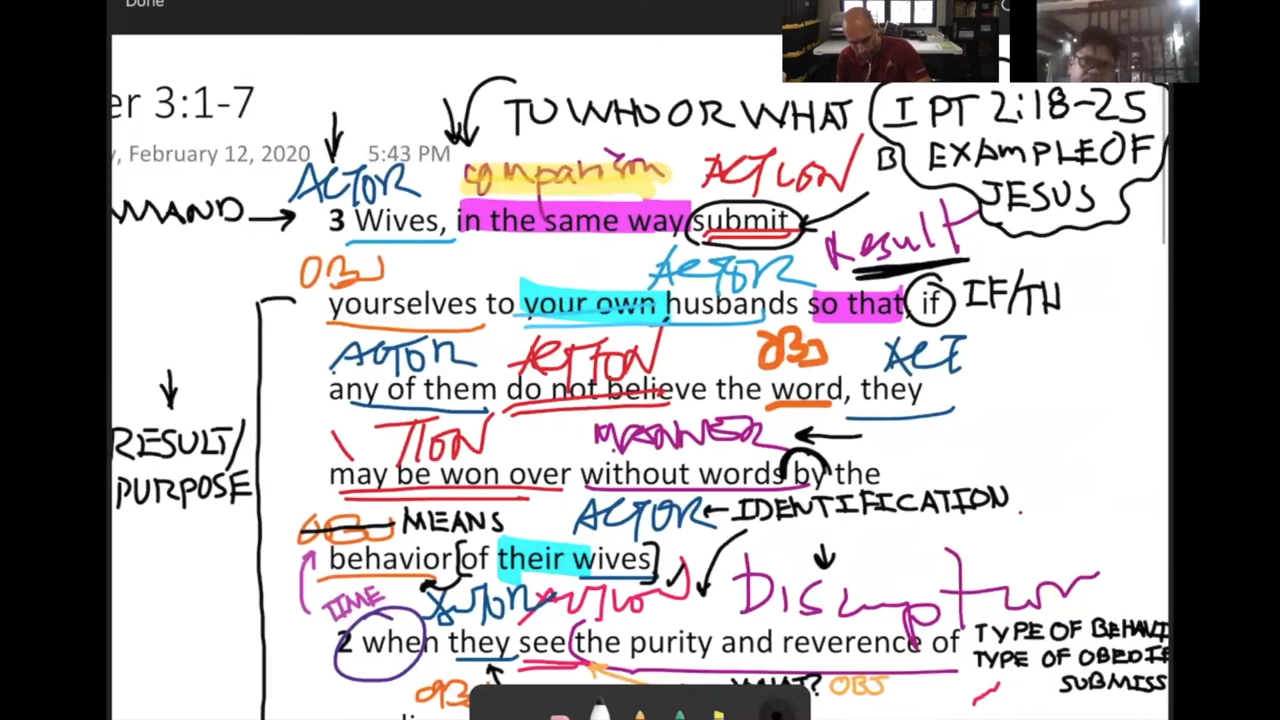 Done
er 3:1-7
y, February 12, 2020 5:43 PM
TO WHO OR WHAT
I PT 2:18-25
EXAMPLE OF
JESUS
B
ACTOR comparison ACTION
MMAND
3 Wives, in the same way submit
Result
OBJ ACTOR
yourselves to your own husbands so that, if
IF/TH
ACTOR ACTION OBJ ACT
any of them do not believe the word, they
TION MANNER
RESULT/
PURPOSE
may be won over without words by the
OBJ MEANS ACTOR IDENTIFICATION
behavior [of their wives]
TIME ACTOR ACTION
2 when they see (the purity and reverence of
TYPE OF BEHAVI
TYPE OF OBEDIE
SUBMISS
OBJ WHAT? OBJ